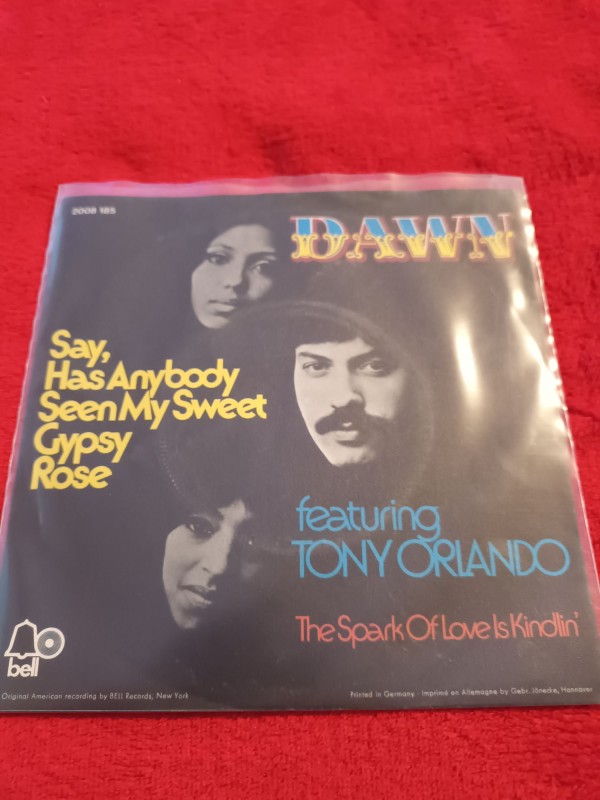 2008 185
DAWN
Say,
Has Anybody
Seen My Sweet
Gypsy
Rose
featuring
TONY ORLANDO
The Spark Of Love Is Kindlin'
bell
Original American recording by BELL Records, New York
Printed in Germany · Imprimé en Allemagne by Gebr. Jänecke, Hannover